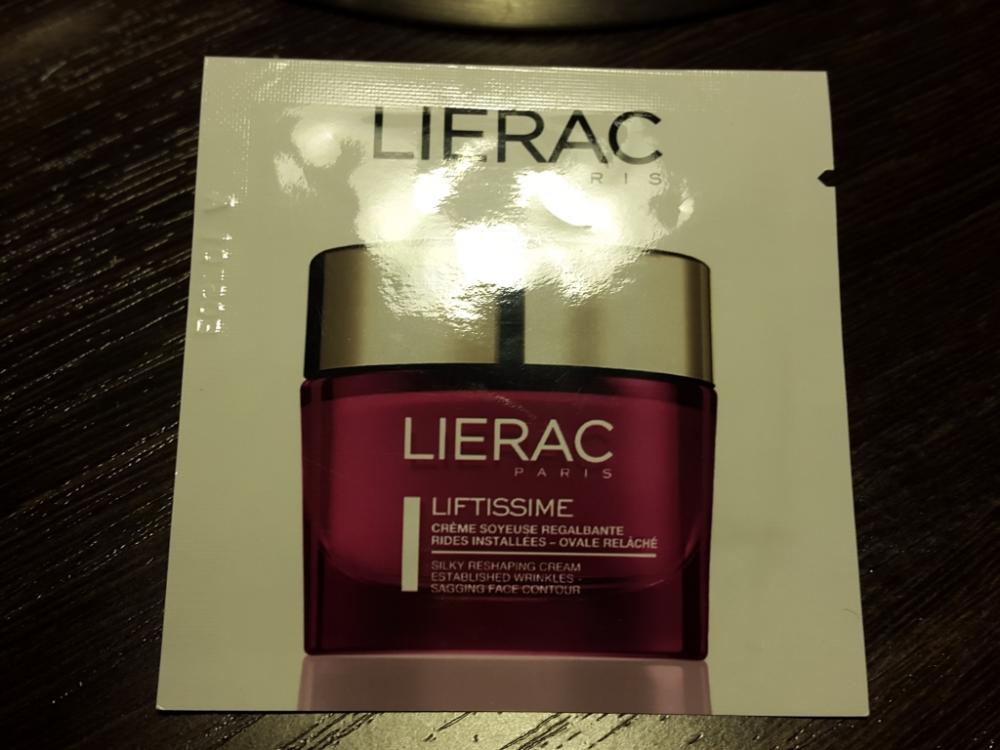 LIERAC
RIS
LIERAC
PARIS
LIFTISSIME
CRÈME SOYEUSE REGALBANTE
RIDES INSTALLÉES – OVALE RELÂCHÉ
SILKY RESHAPING CREAM
ESTABLISHED WRINKLES -
SAGGING FACE CONTOUR